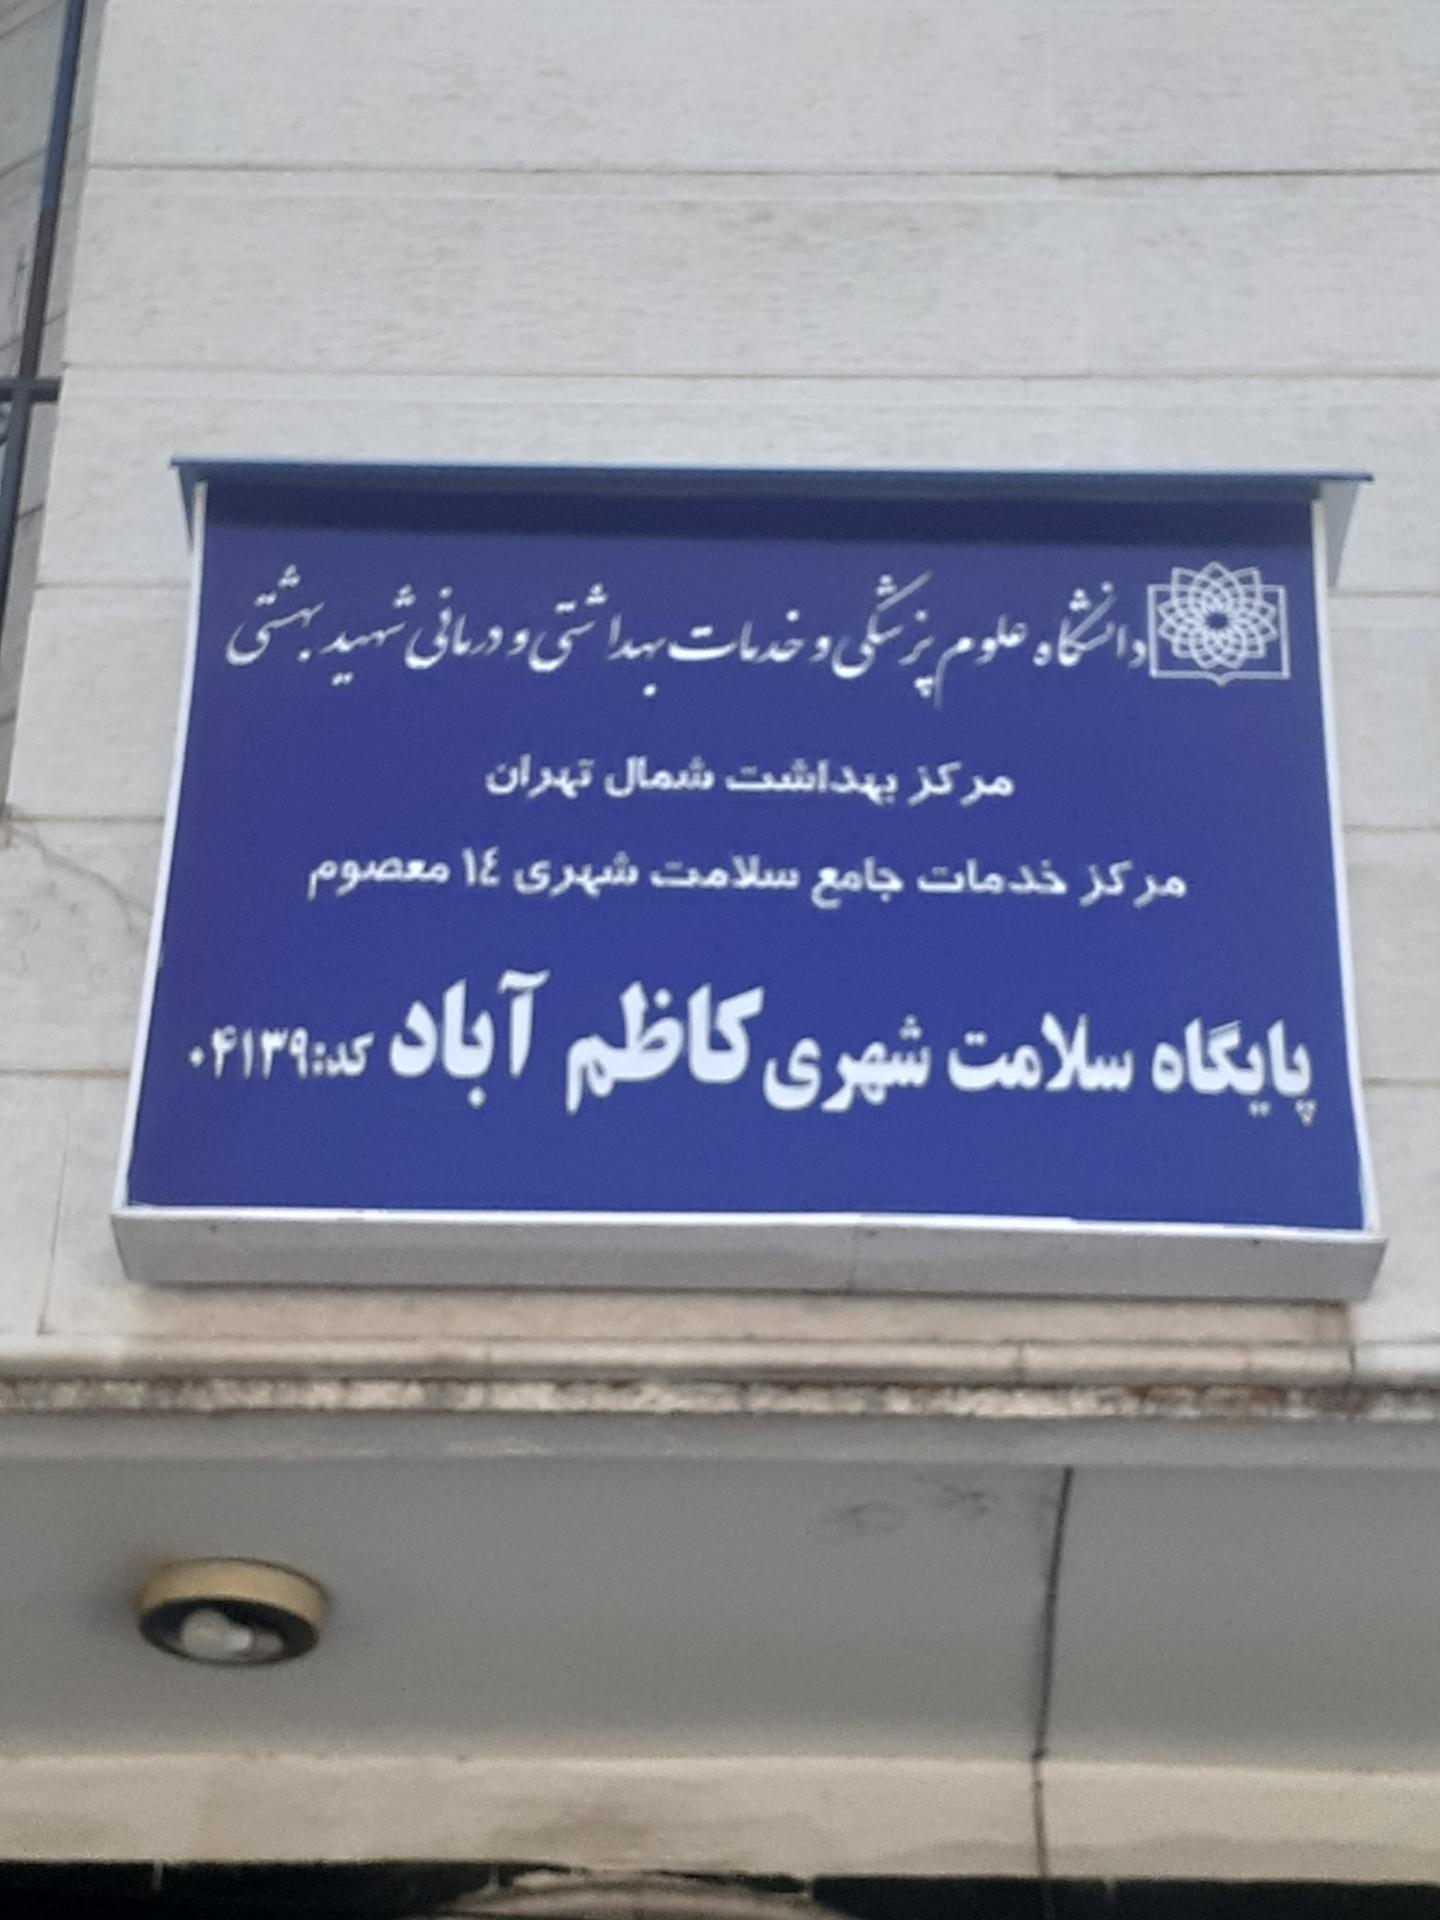 دانشگاه علوم پزشکی و خدمات بهداشتی و درمانی شهید بهشتی
مرکز بهداشت شمال تهران
مرکز خدمات جامع سلامت شهری ١٤ معصوم
پایگاه سلامت شهری کاظم آباد کد:۰۴۱۳۹